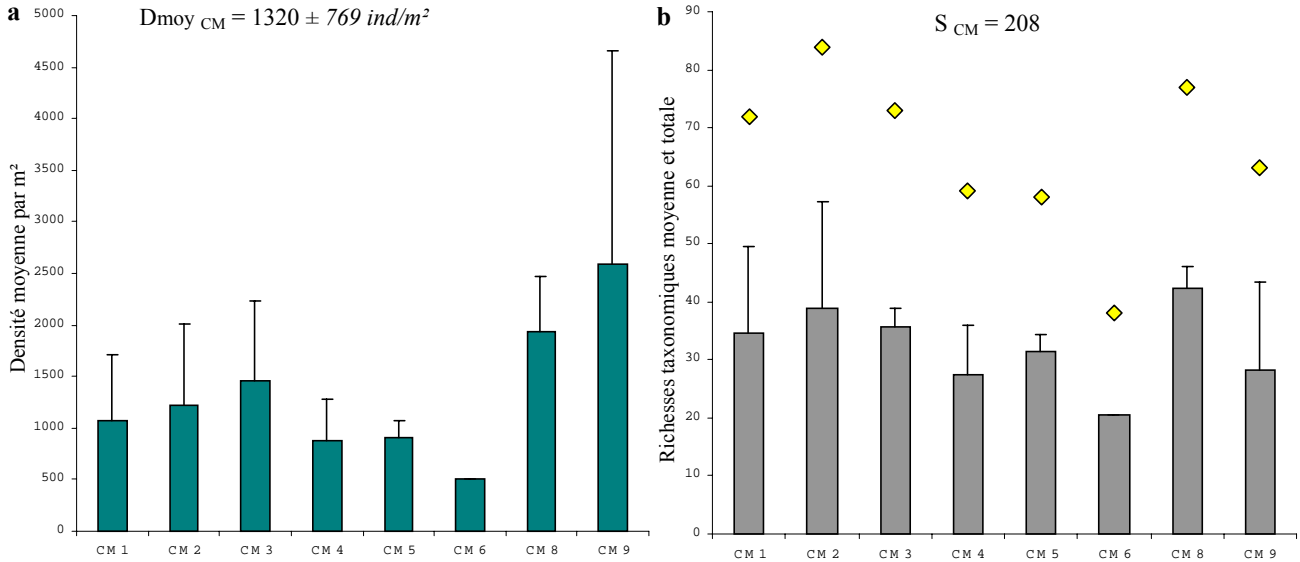 a
Dmoy CM = 1320 ± 769 ind/m²
Densité moyenne par m²
5000
4500
4000
3500
3000
2500
2000
1500
1000
500
0
CM 1 CM 2 CM 3 CM 4 CM 5 CM 6 CM 8 CM 9
b
S CM = 208
Richesses taxonomiques moyenne et totale
90
80
70
60
50
40
30
20
10
0
CM 1 CM 2 CM 3 CM 4 CM 5 CM 6 CM 8 CM 9